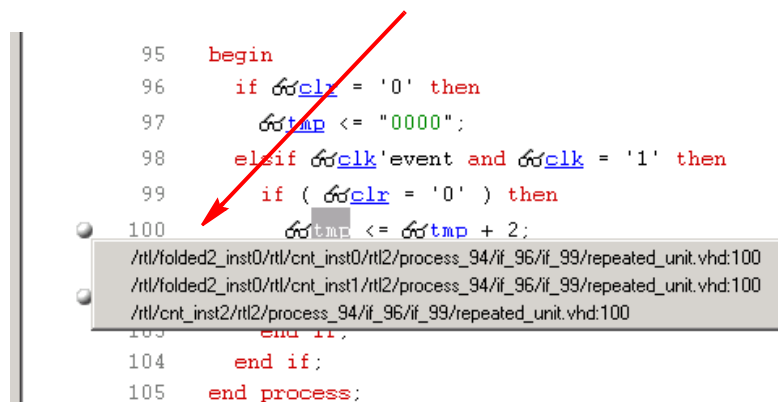 95 begin
96 if clr = '0' then
97 tmp <= "0000";
98 elsif clk'event and clk = '1' then
99 if ( clr = '0' ) then
100 tmp <= tmp + 2;
/rtl/folded2_inst0/rtl/cnt_inst0/rtl2/process_94/if_96/if_99/repeated_unit.vhd:100
/rtl/folded2_inst0/rtl/cnt_inst1/rtl2/process_94/if_96/if_99/repeated_unit.vhd:100
/rtl/cnt_inst2/rtl2/process_94/if_96/if_99/repeated_unit.vhd:100
103 end if;
104 end if;
105 end process;